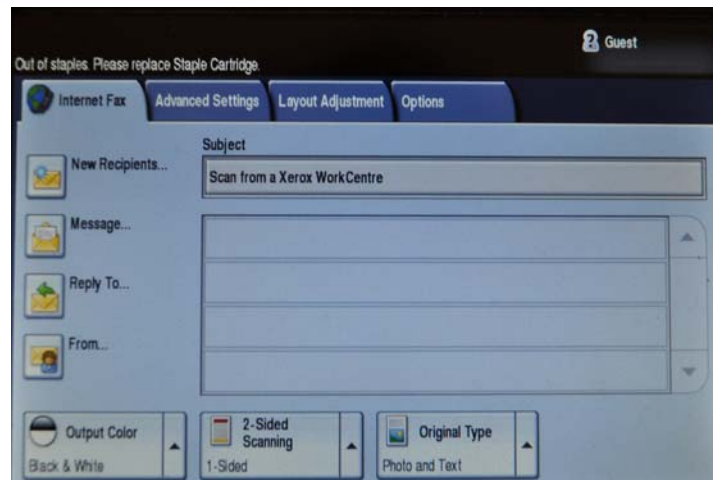 Guest
Out of staples. Please replace Staple Cartridge.
Internet Fax
Advanced Settings
Layout Adjustment
Options
Subject
New Recipients...
Scan from a Xerox WorkCentre
Message...
Reply To...
From...
Output Color
Black & White
2-Sided
Scanning
1-Sided
Original Type
Photo and Text